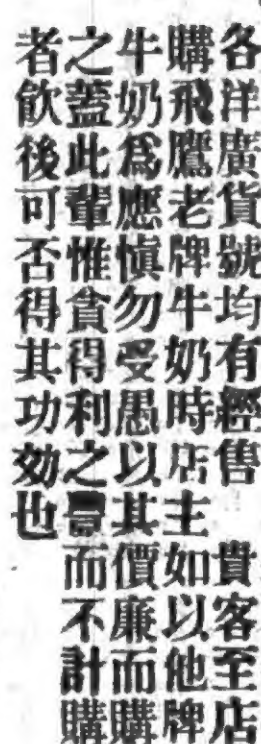 各洋廣貨號均有經售　貴客至店
購飛鷹老牌牛奶時店主如以他牌
牛奶爲應愼勿受愚以其價廉而購
之蓋此輩惟貪得利之而不計購
者飮後可否得其功効也